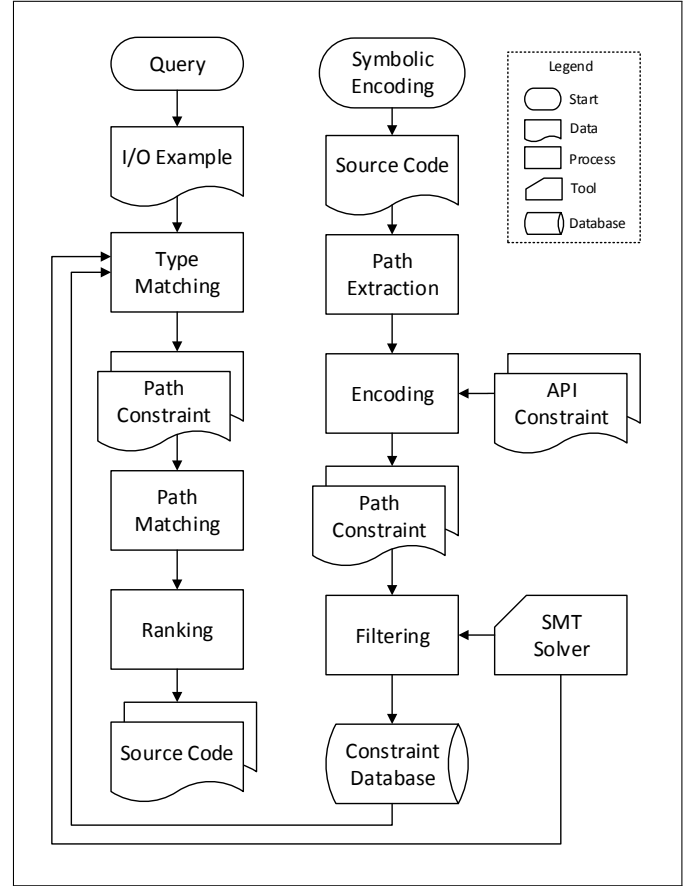 Query
I/O Example
Type
Matching
Path
Constraint
Path
Matching
Ranking
Source Code
Symbolic
Encoding
Source Code
Path
Extraction
Encoding
API
Constraint
Path
Constraint
Filtering
SMT
Solver
Constraint
Database
Legend
Start
Data
Process
Tool
Database